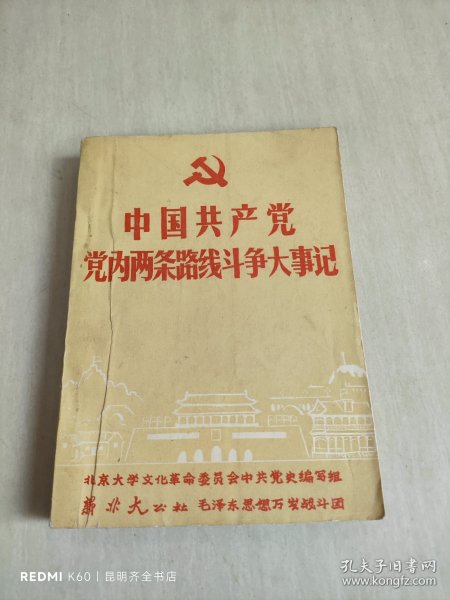 中国共产党
党内两条路线斗争大事记
北京大学文化革命委员会中共党史编写组
新北大公社 毛泽东思想万岁战斗团
REDMI K60 | 昆明齐全书店
孔夫子旧书网
www.kongfz.com